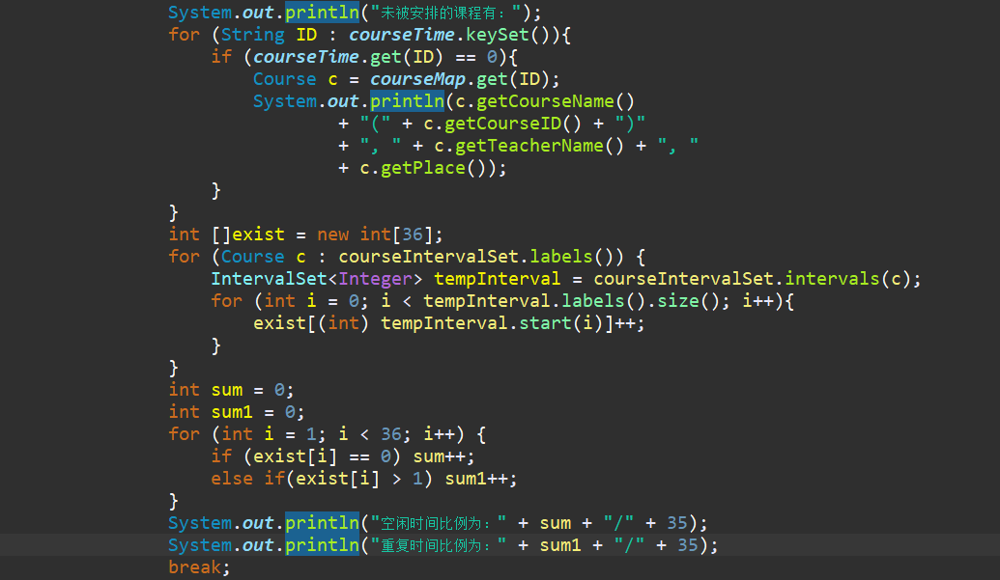 System.out.println("未被安排的课程有：");
for (String ID : courseTime.keySet()){
if (courseTime.get(ID) == 0){
Course c = courseMap.get(ID);
System.out.println(c.getCourseName()
+ "(" + c.getCourseID() + ")"
+ ", " + c.getTeacherName() + ", "
+ c.getPlace());
}
}
int []exist = new int[36];
for (Course c : courseIntervalSet.labels()) {
IntervalSet<Integer> tempInterval = courseIntervalSet.intervals(c);
for (int i = 0; i < tempInterval.labels().size(); i++){
exist[(int) tempInterval.start(i)]++;
}
}
int sum = 0;
int sum1 = 0;
for (int i = 1; i < 36; i++) {
if (exist[i] == 0) sum++;
else if(exist[i] > 1) sum1++;
}
System.out.println("空闲时间比例为：" + sum + "/" + 35);
System.out.println("重复时间比例为：" + sum1 + "/" + 35);
break;